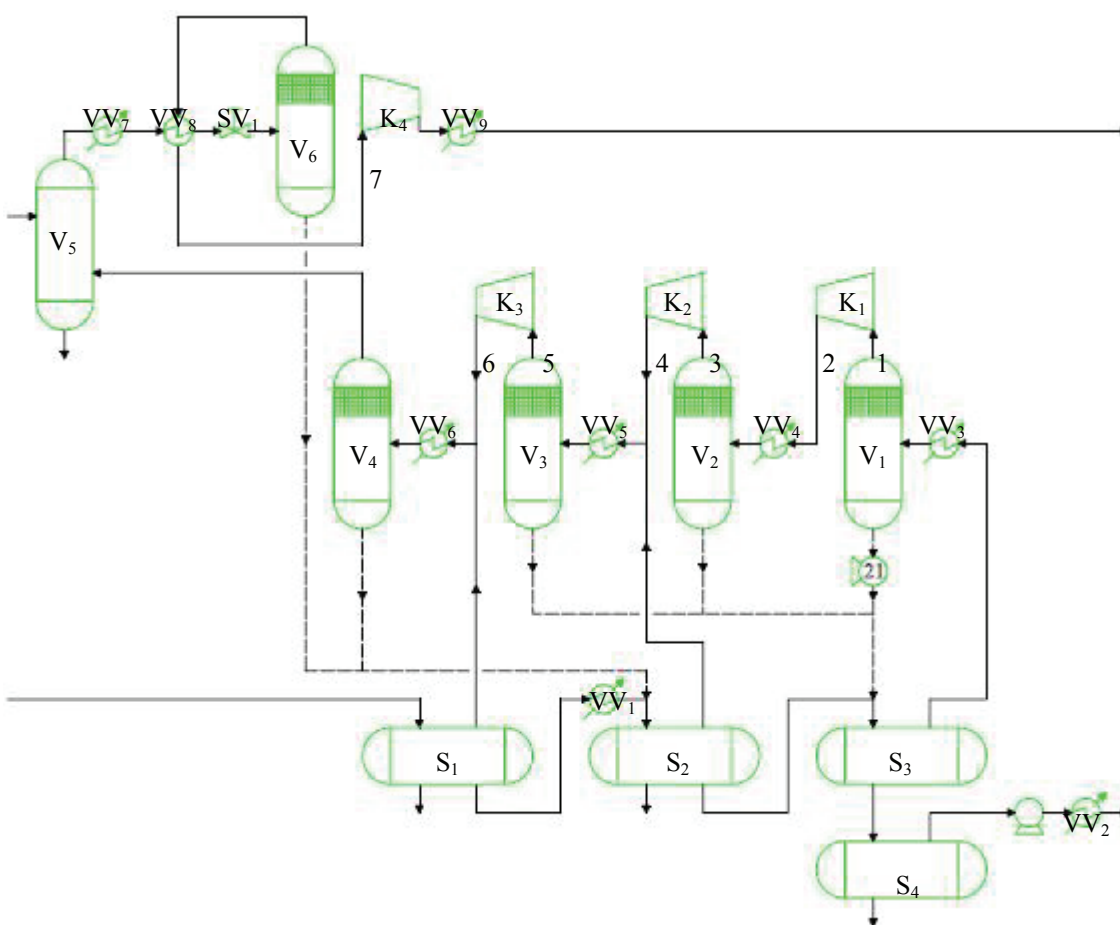 VV₇
VV₈
SV₁
V₆
K₄
VV₉
7
V₅
K₃
K₂
K₁
6
5
4
3
2
1
VV₆
VV₅
VV₄
VV₃
V₄
V₃
V₂
V₁
21
VV₁
S₁
S₂
S₃
VV₂
S₄